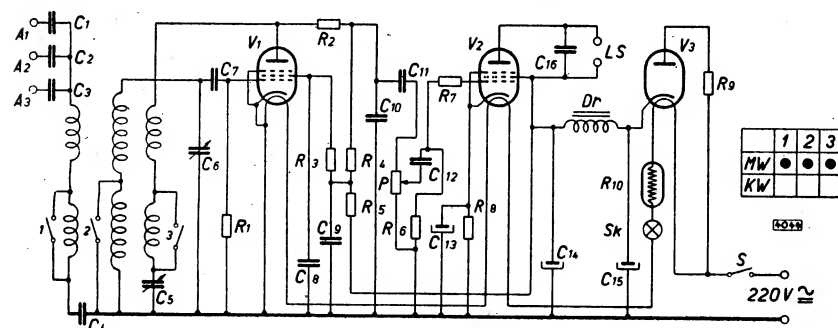 A1 C1
A2 C2
A3 C3
C7
V1
R2
C11
C10
R7
V2
C16
LS
V3
R9
Dr
C6
R1
R3
R4
R5
P
C12
R6
C13
R8
C9
C8
C14
C15
R10
Sk
S
220V
1
2
3
C5
C4
1 2 3
MW ● ● ●
KW